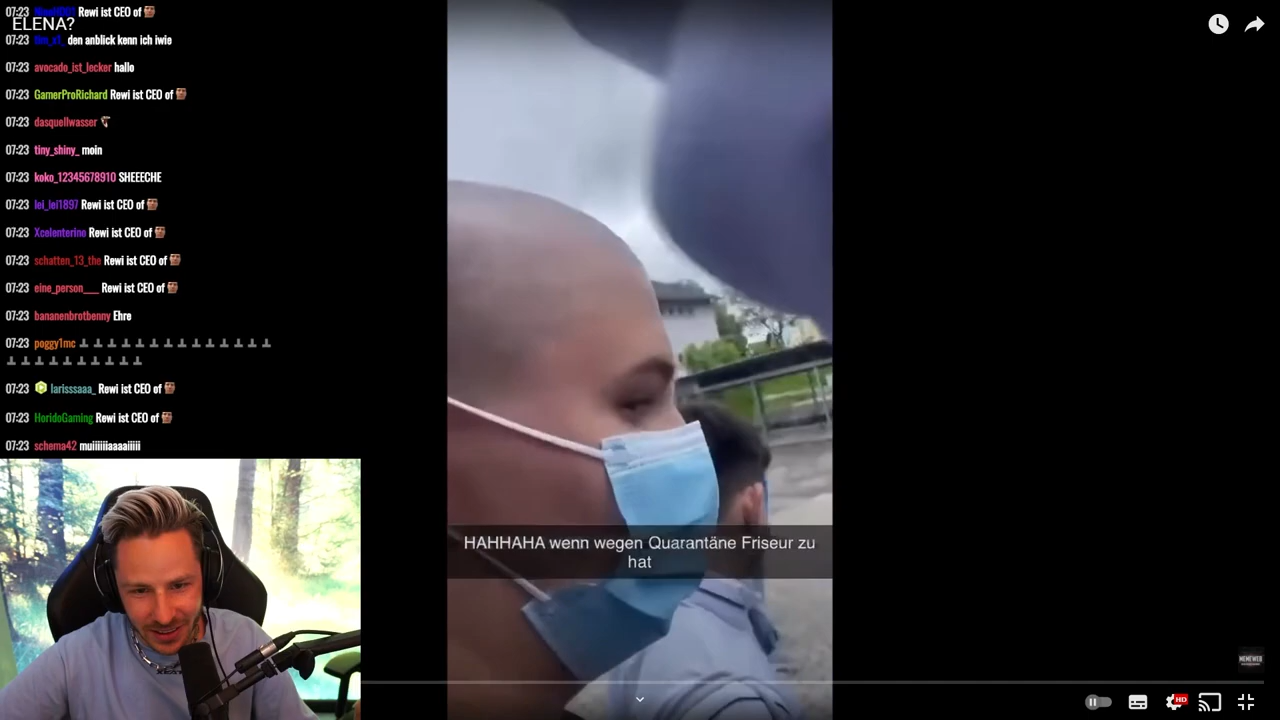 07:23 Rewi ist CEO of
ELENA?
07:23 den anblick kenn ich iwie
07:23 avocado_ist_lecker hallo
07:23 GamerProRichard Rewi ist CEO of
07:23 dasquellwasser
07:23 tiny_shiny_ moin
07:23 koko_12345678910 SHEEECHE
07:23 lei_lei1897 Rewi ist CEO of
07:23 Xcelenterino Rewi ist CEO of
07:23 schatten_13_the Rewi ist CEO of
07:23 eine_person___ Rewi ist CEO of
07:23 bananenbrotbenny Ehre
07:23 poggy1mc
07:23 larisssaaa_ Rewi ist CEO of
07:23 HoridoGaming Rewi ist CEO of
07:23 schema42 muiiiiiiaaaaiiiiii
HAHHAHA wenn wegen Quarantäne Friseur zu
hat
MEMEWEB
HD